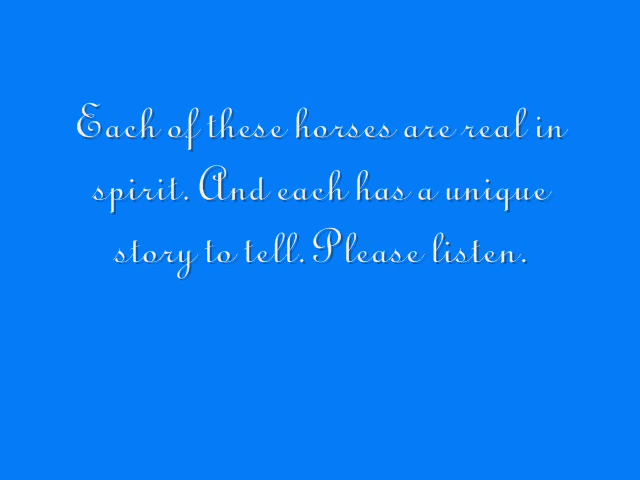 Each of these horses are real in
spirit. And each has a unique
story to tell. Please listen.